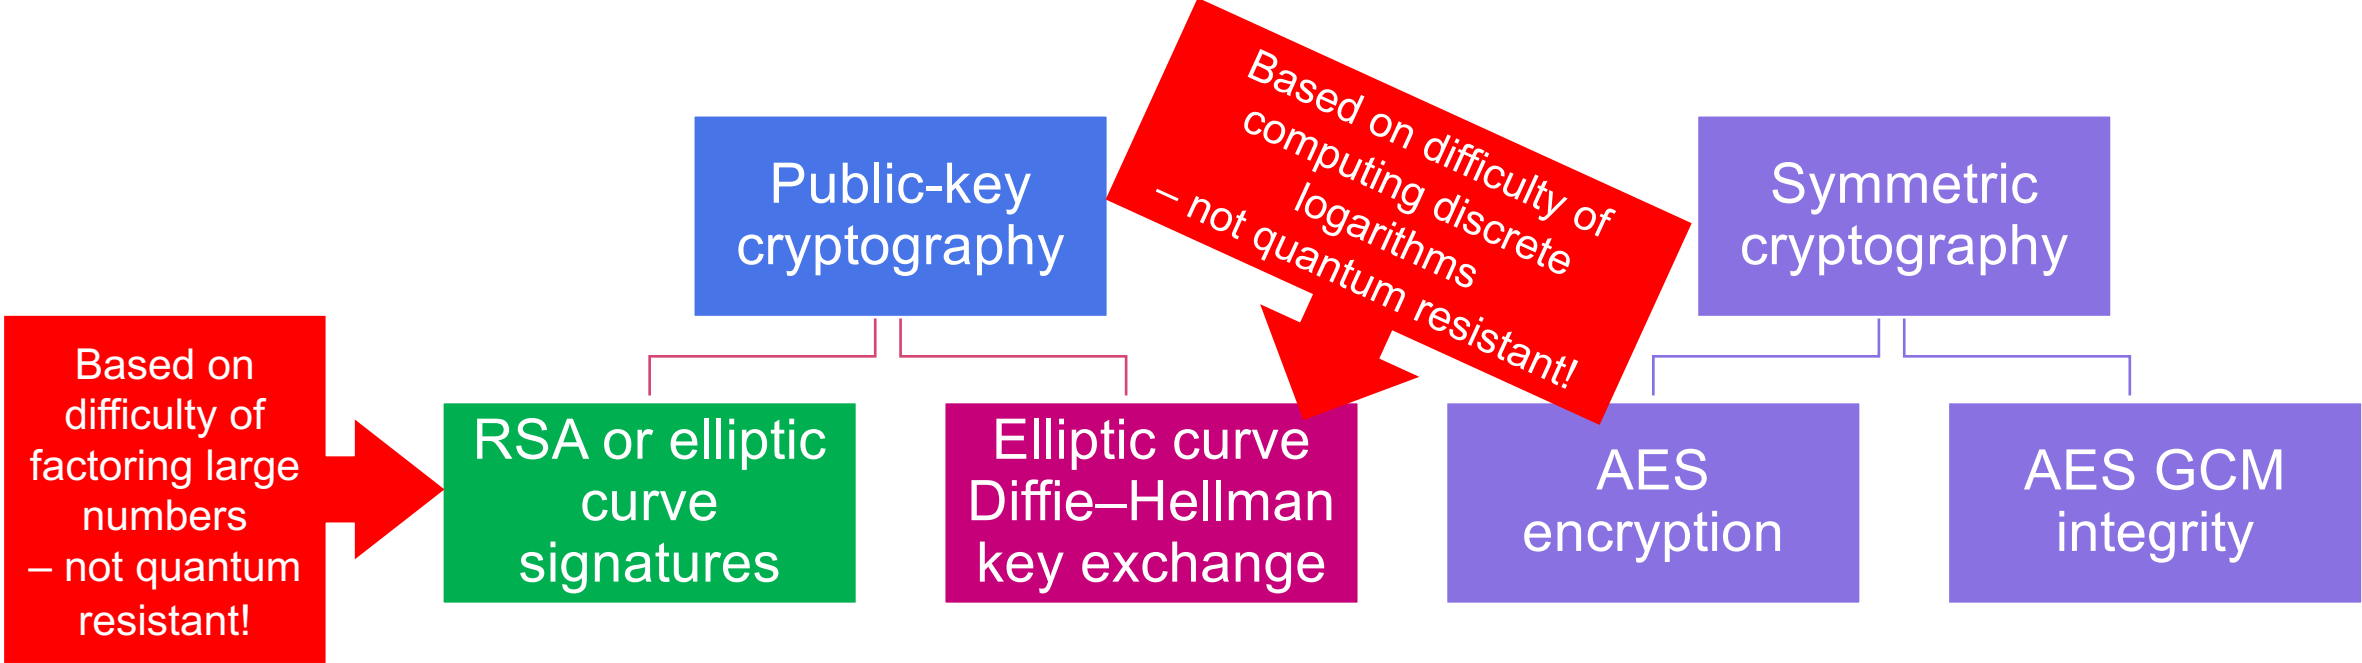 Public-key
cryptography
Based on difficulty of
computing discrete
logarithms
– not quantum resistant!
Symmetric
cryptography
Based on
difficulty of
factoring large
numbers
– not quantum
resistant!
RSA or elliptic
curve
signatures
Elliptic curve
Diffie–Hellman
key exchange
AES
encryption
AES GCM
integrity